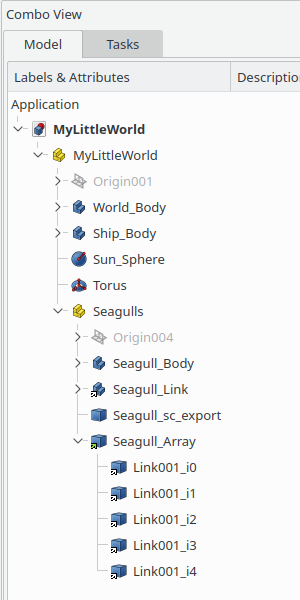 Combo View
Model Tasks
Labels & Attributes Descriptio
Application
MyLittleWorld
MyLittleWorld
Origin001
World_Body
Ship_Body
Sun_Sphere
Torus
Seagulls
Origin004
Seagull_Body
Seagull_Link
Seagull_sc_export
Seagull_Array
Link001_i0
Link001_i1
Link001_i2
Link001_i3
Link001_i4